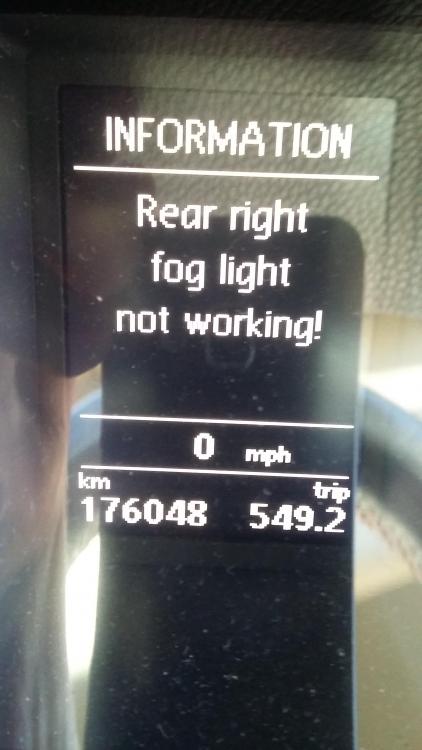 INFORMATION
Rear right
fog light
not working!
0 mph
km trip
176048 549.2